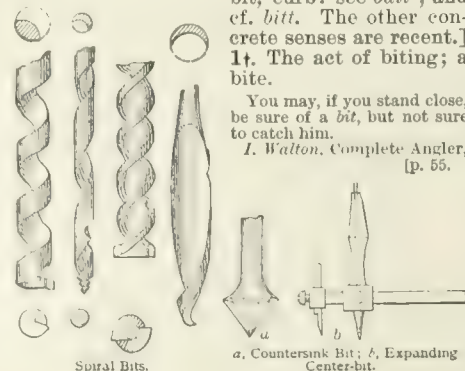 bit, curb: see bait¹, and
cf. bitt. The other con-
crete senses are recent.]
1†. The act of biting; a
bite.
You may, if you stand close,
be sure of a bit, but not sure
to catch him.
I. Walton, Complete Angler,
[p. 55.
a
b
Spiral Bits.
a, Countersink Bit; b, Expanding
Center-bit.